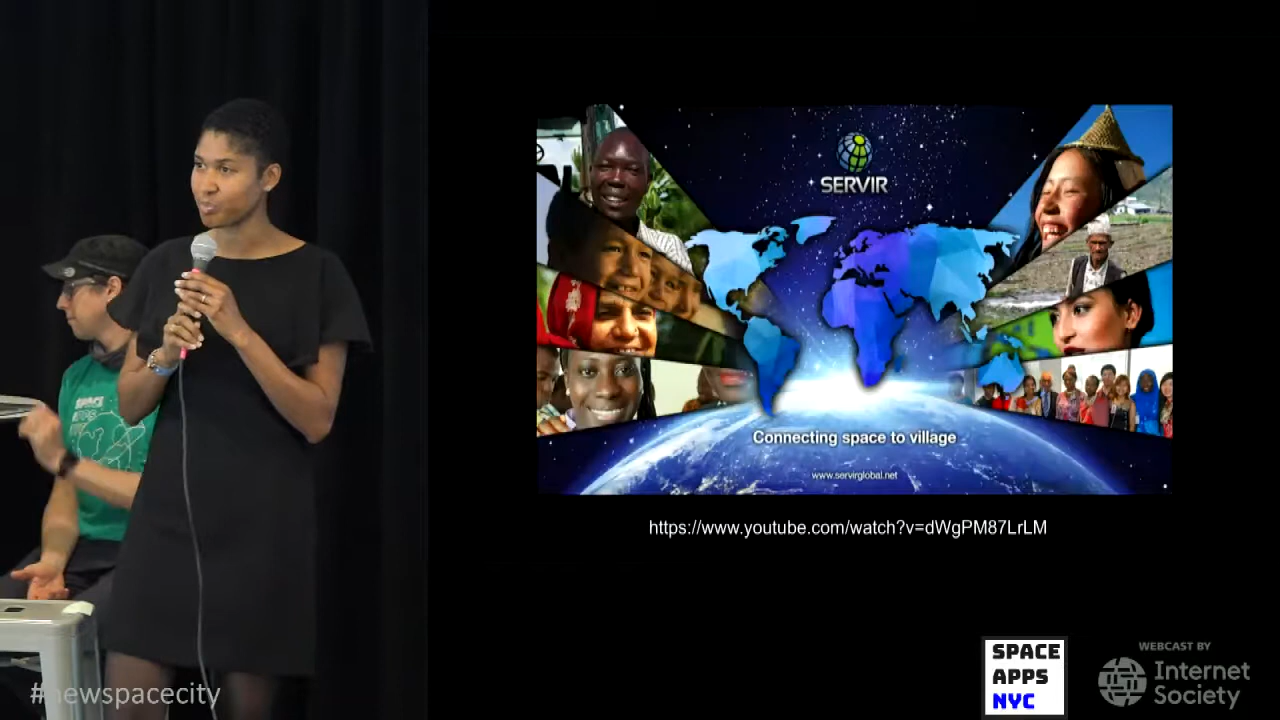 SERVIR
Connecting space to village
www.servirglobal.net
https://www.youtube.com/watch?v=dWgPM87LrLM
SPACE
#newspacecity
SPACE
APPS
NYC
WEBCAST BY
Internet
Society